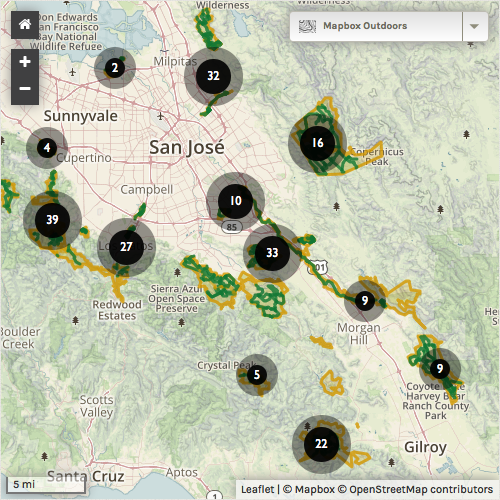 Wilderness
Wilderness
Don Edwards
San Francisco
Bay National
Wildlife Refuge
Mapbox Outdoors
+
−
2
Milpitas
32
Sunnyvale
4
Cupertino
San José
16
Copernicus
Peak
Campbell
10
39
85
27
33
101
Sierra Azul
Open Space
Preserve
Redwood
Estates
9
Morgan
Hill
Boulder
Creek
Crystal Peak
5
9
Coyote Lake
Harvey Bear
Ranch County
Park
Scotts
Valley
22
Gilroy
Santa Cruz
Aptos
1
5 mi
Leaflet | © Mapbox © OpenStreetMap contributors